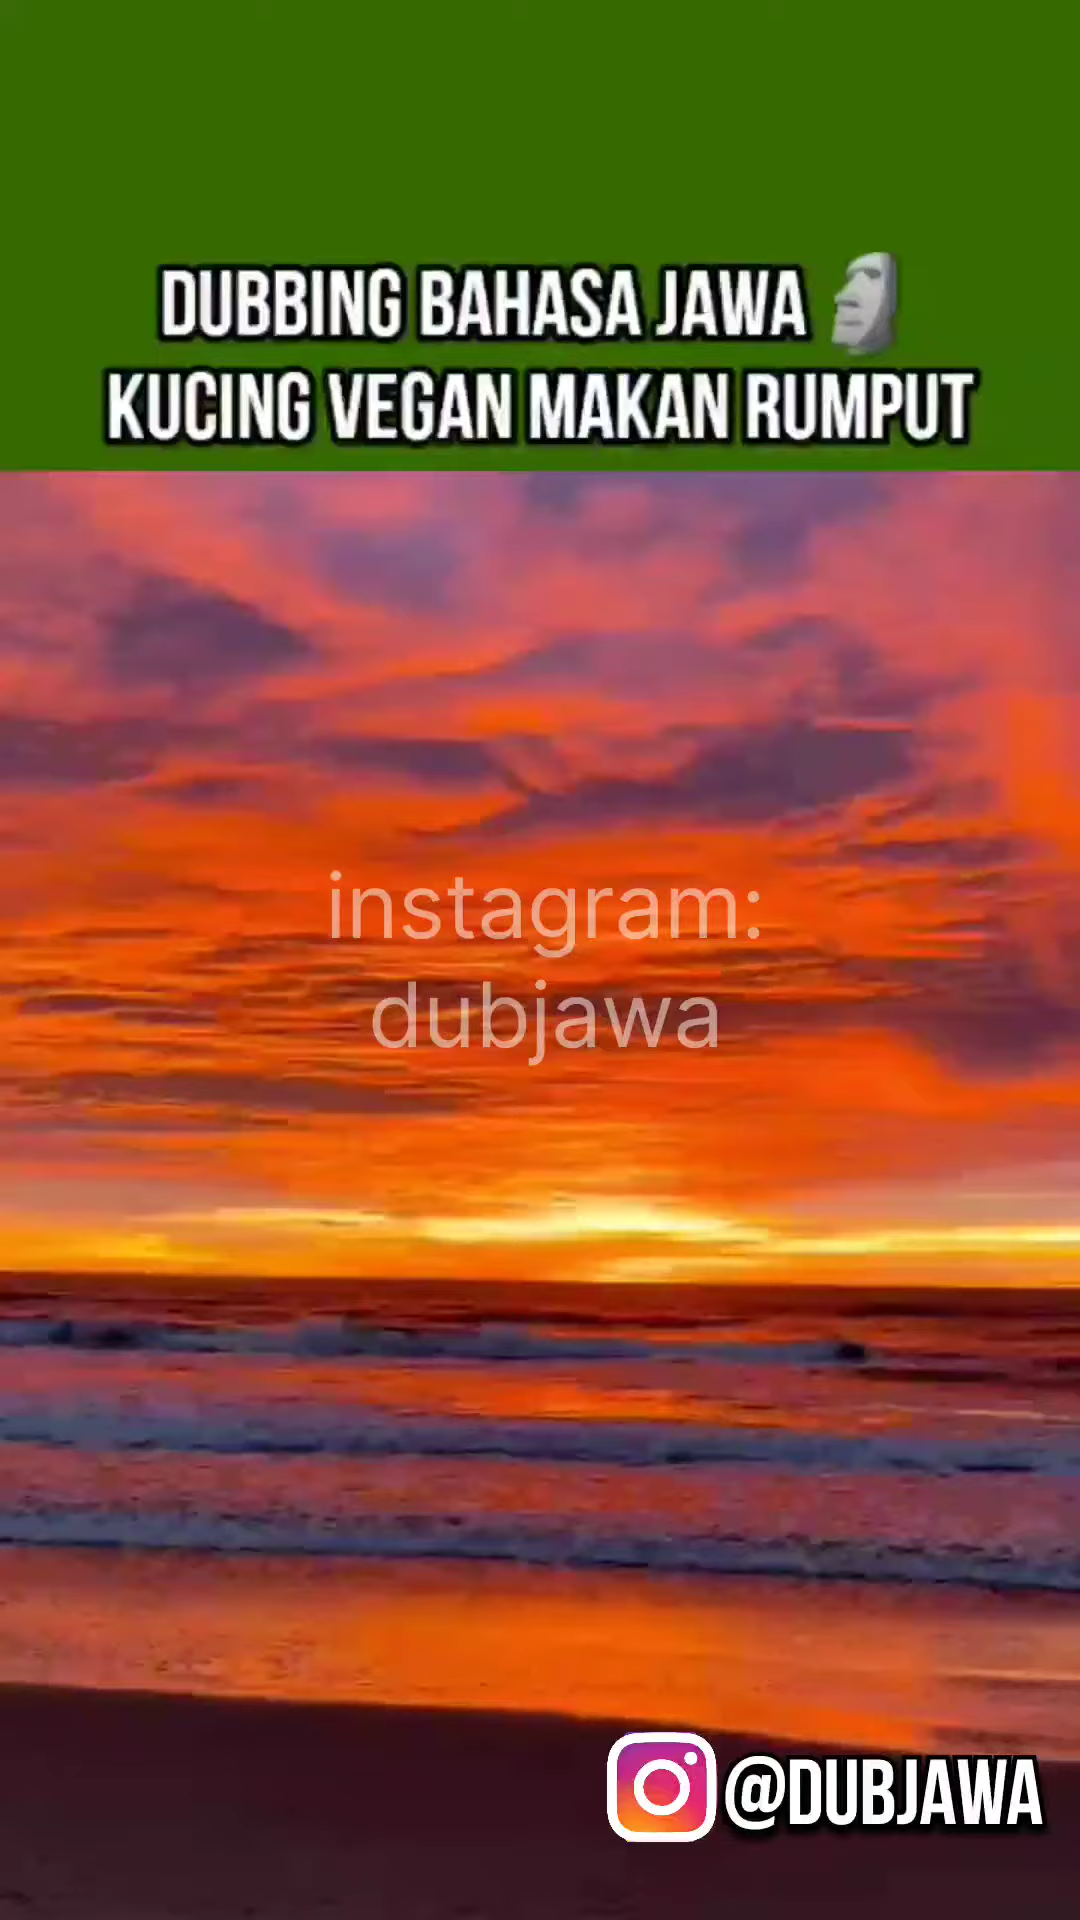 DUBBING BAHASA JAWA 🗿
KUCING VEGAN MAKAN RUMPUT
instagram:
dubjawa
@DUBJAWA